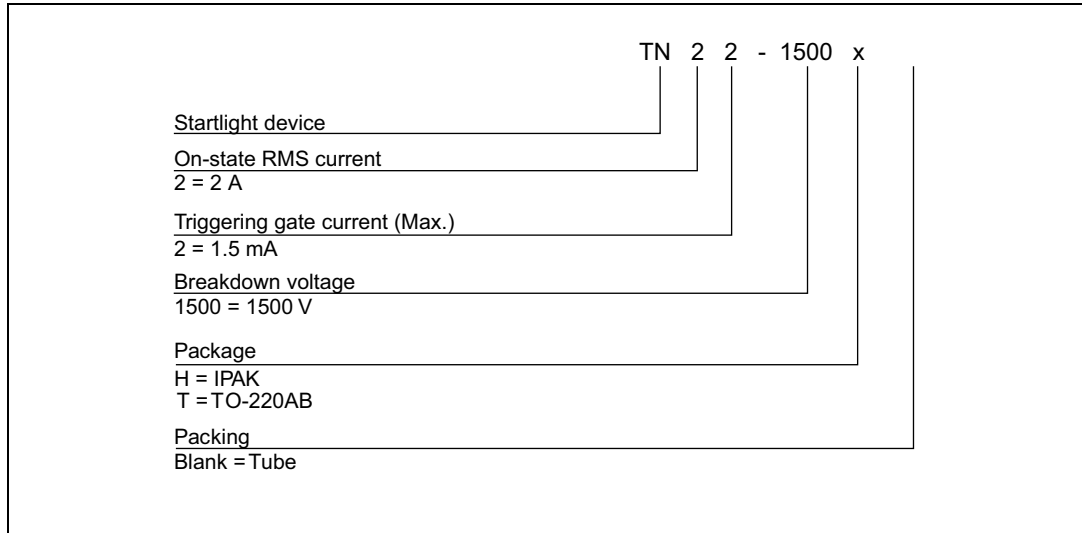 TN 2 2 - 1500 x
Startlight device
On-state RMS current
2 = 2 A
Triggering gate current (Max.)
2 = 1.5 mA
Breakdown voltage
1500 = 1500 V
Package
H = IPAK
T = TO-220AB
Packing
Blank = Tube